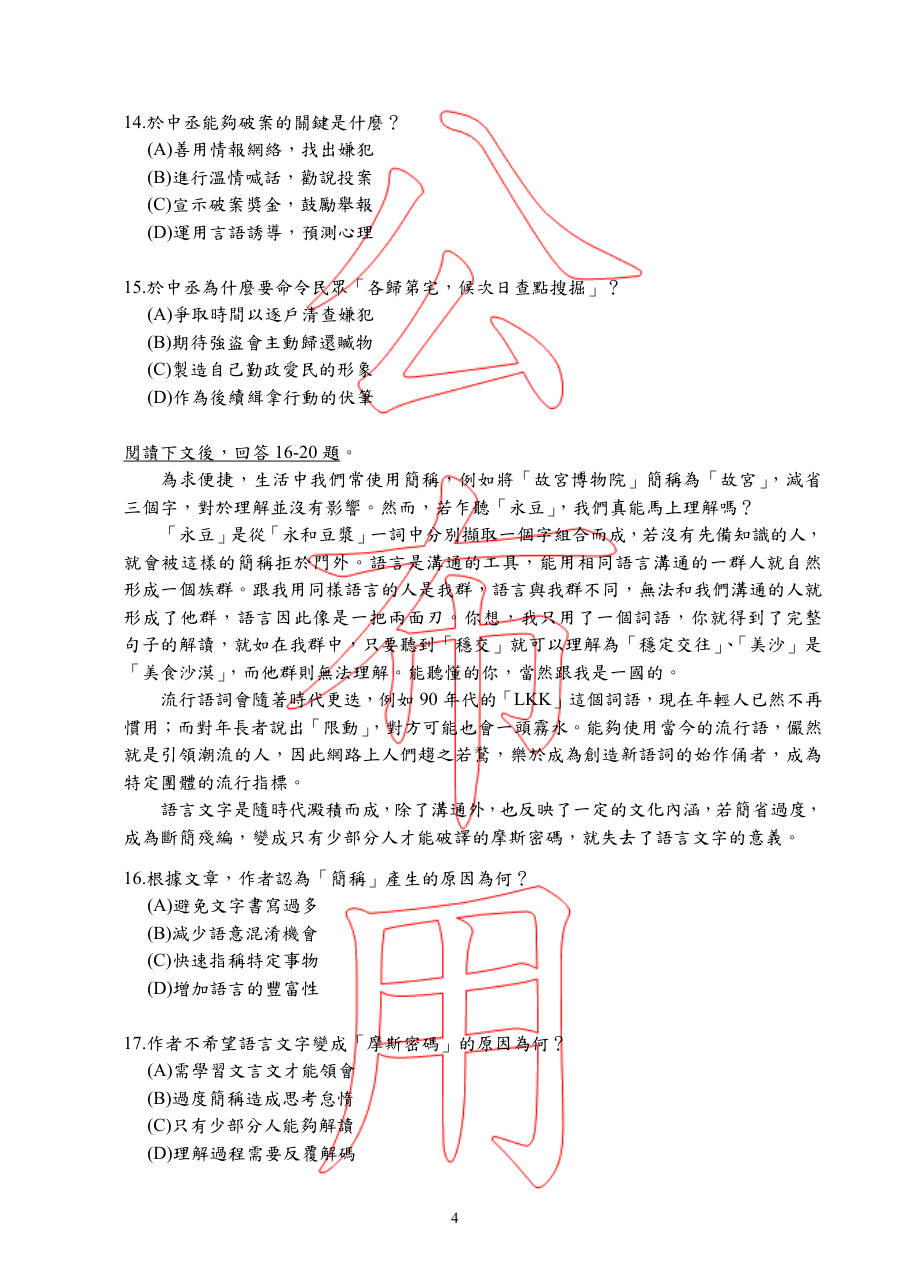 14.於中丞能夠破案的關鍵是什麼？
(A)善用情報網絡，找出嫌犯
(B)進行溫情喊話，勸說投案
(C)宣示破案獎金，鼓勵舉報
(D)運用言語誘導，預測心理
15.於中丞為什麼要命令民眾「各歸第宅，候次日查點搜掘」？
(A)爭取時間以逐戶清查嫌犯
(B)期待強盜會主動歸還贓物
(C)製造自己勤政愛民的形象
(D)作為後續緝拿行動的伏筆
閱讀下文後，回答 16-20 題。
為求便捷，生活中我們常使用簡稱，例如將「故宮博物院」簡稱為「故宮」，減省
三個字，對於理解並沒有影響。然而，若乍聽「永豆」，我們真能馬上理解嗎？
「永豆」是從「永和豆漿」一詞中分別擷取一個字組合而成，若沒有先備知識的人，
就會被這樣的簡稱拒於門外。語言是溝通的工具，能用相同語言溝通的一群人就自然
形成一個族群。跟我用同樣語言的人是我群，語言與我群不同，無法和我們溝通的人就
形成了他群，語言因此像是一把兩面刃。你想，我只用了一個詞語，你就得到了完整
句子的解讀，就如在我群中，只要聽到「穩交」就可以理解為「穩定交往」、「美沙」是
「美食沙漠」，而他群則無法理解。能聽懂的你，當然跟我是一國的。
流行語詞會隨著時代更迭，例如 90 年代的「LKK」這個詞語，現在年輕人已然不再
慣用；而對年長者說出「限動」，對方可能也會一頭霧水。能夠使用當今的流行語，儼然
就是引領潮流的人，因此網路上人們趨之若鶩，樂於成為創造新語詞的始作俑者，成為
特定團體的流行指標。
語言文字是隨時代澱積而成，除了溝通外，也反映了一定的文化內涵，若簡省過度，
成為斷簡殘編，變成只有少部分人才能破譯的摩斯密碼，就失去了語言文字的意義。
16.根據文章，作者認為「簡稱」產生的原因為何？
(A)避免文字書寫過多
(B)減少語意混淆機會
(C)快速指稱特定事物
(D)增加語言的豐富性
17.作者不希望語言文字變成「摩斯密碼」的原因為何？
(A)需學習文言文才能領會
(B)過度簡稱造成思考怠惰
(C)只有少部分人能夠解讀
(D)理解過程需要反覆解碼
4
公
布
用